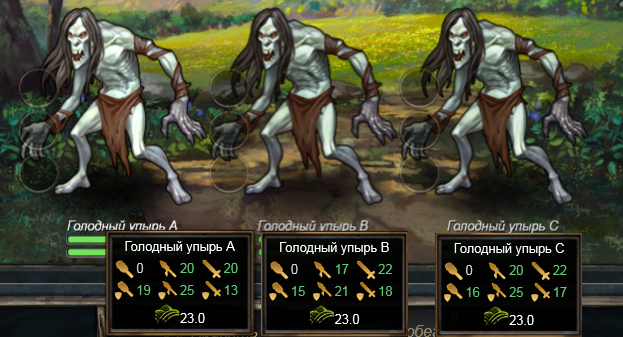 Голодный упырь A
Голодный упырь B
Голодный упырь C
Голодный упырь A
0 20 20
19 25 13
23.0
Голодный упырь B
0 17 22
15 21 18
23.0
Голодный упырь C
0 20 22
16 25 17
23.0